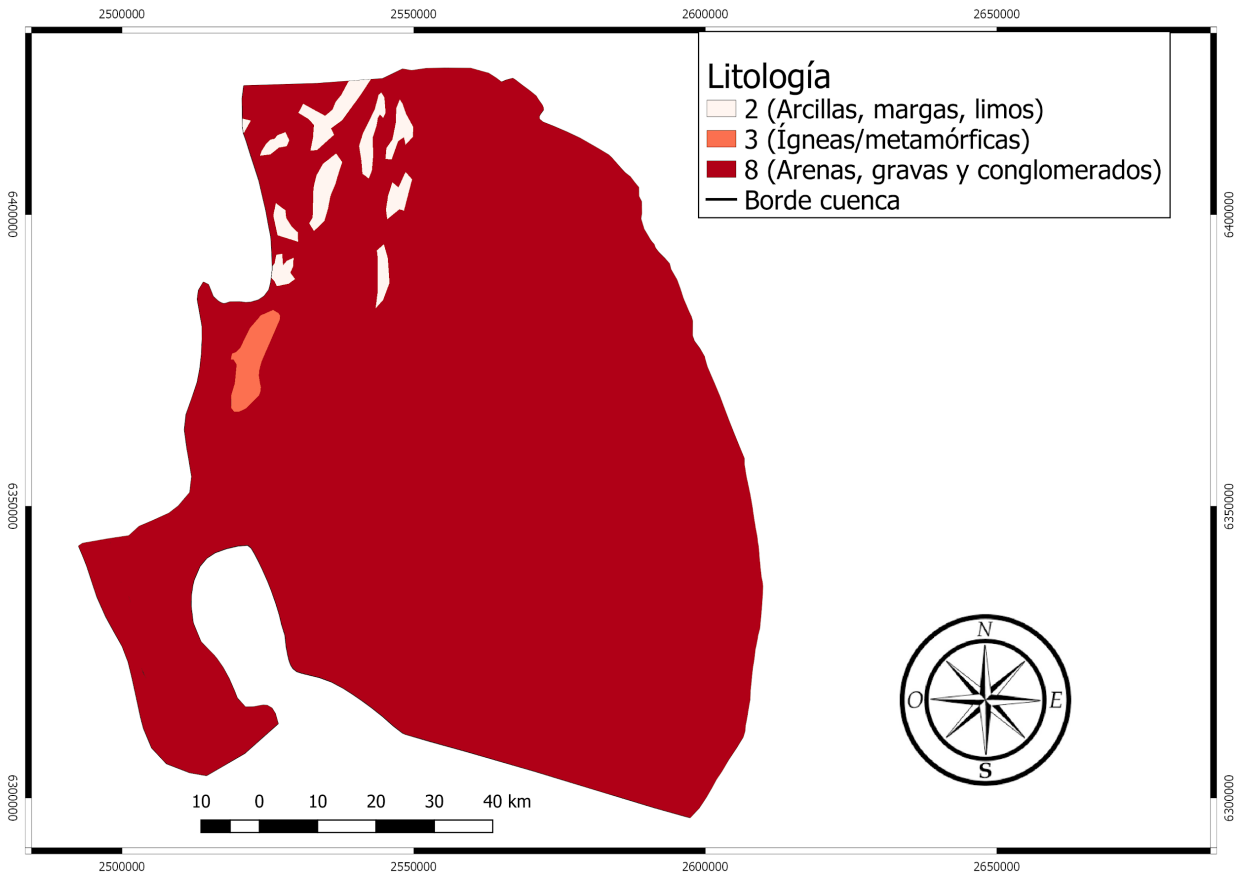 2500000 2550000 2600000 2650000
Litología
2 (Arcillas, margas, limos)
3 (Ígneas/metamórficas)
8 (Arenas, gravas y conglomerados)
Borde cuenca
6400000 6400000
6350000 6350000
N
O E
S
6300000 6300000
10 0 10 20 30 40 km
2500000 2550000 2600000 2650000